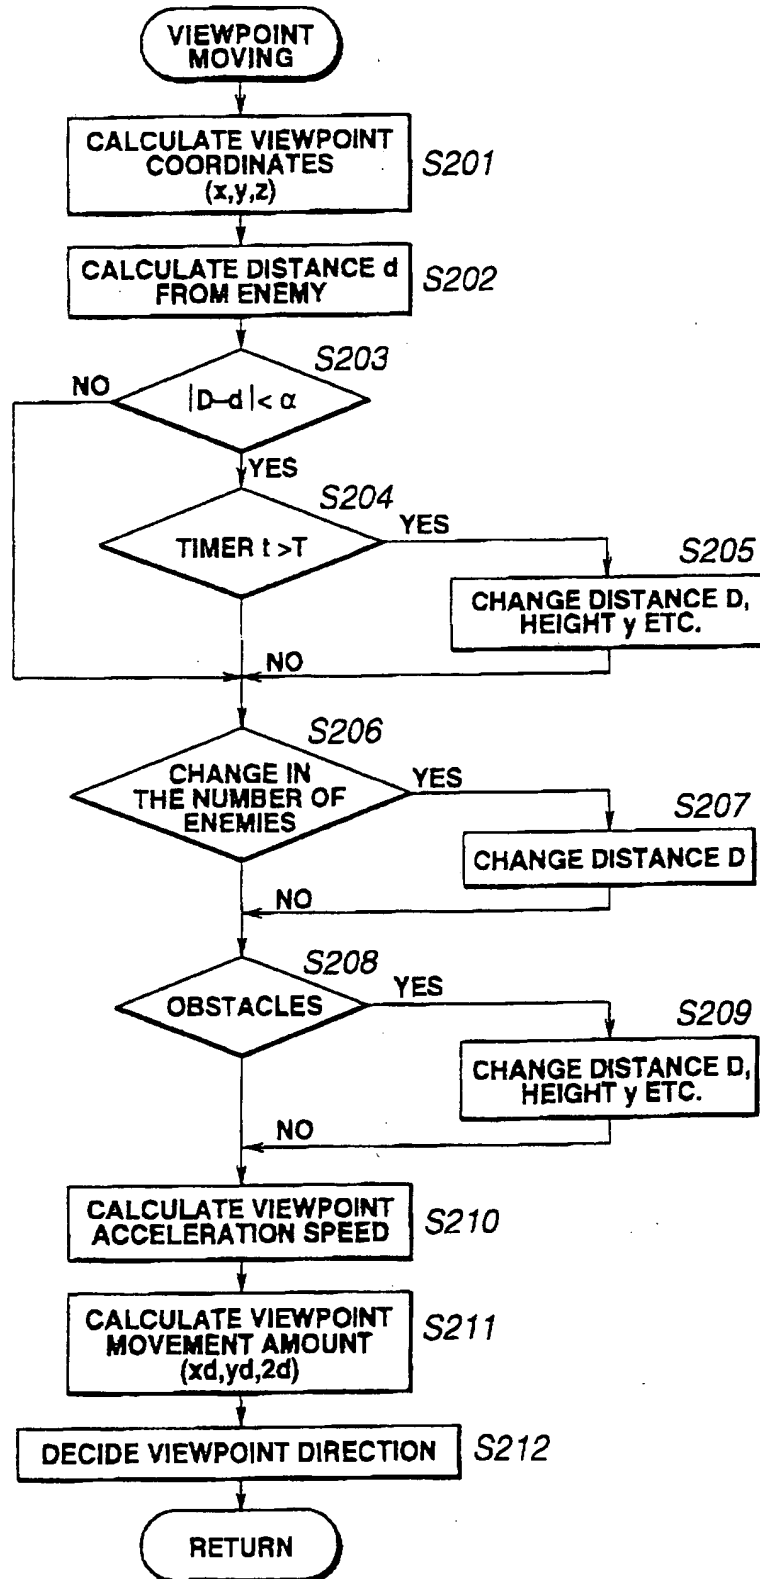 VIEWPOINT
MOVING
CALCULATE VIEWPOINT
COORDINATES
(x,y,z)
S201
CALCULATE DISTANCE d
FROM ENEMY
S202
S203
NO
|D-d|< α
YES
S204
TIMER t >T
YES
S205
CHANGE DISTANCE D,
HEIGHT y ETC.
NO
S206
CHANGE IN
THE NUMBER OF
ENEMIES
YES
S207
CHANGE DISTANCE D
NO
S208
OBSTACLES
YES
S209
CHANGE DISTANCE D,
HEIGHT y ETC.
NO
CALCULATE VIEWPOINT
ACCELERATION SPEED
S210
CALCULATE VIEWPOINT
MOVEMENT AMOUNT
(xd,yd,2d)
S211
DECIDE VIEWPOINT DIRECTION
S212
RETURN